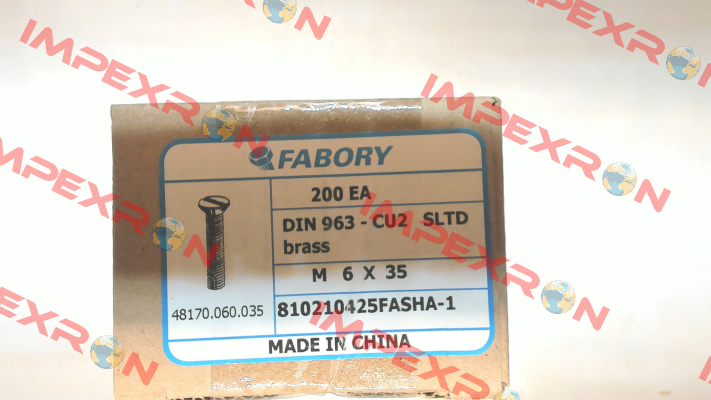 FABORY
200 EA
DIN 963 - CU2 SLTD
brass
M 6 X 35
48170.060.035
810210425FASHA-1
MADE IN CHINA
IMPEXRON
IMPEXRON
IMPEXRON
IMPEXRON